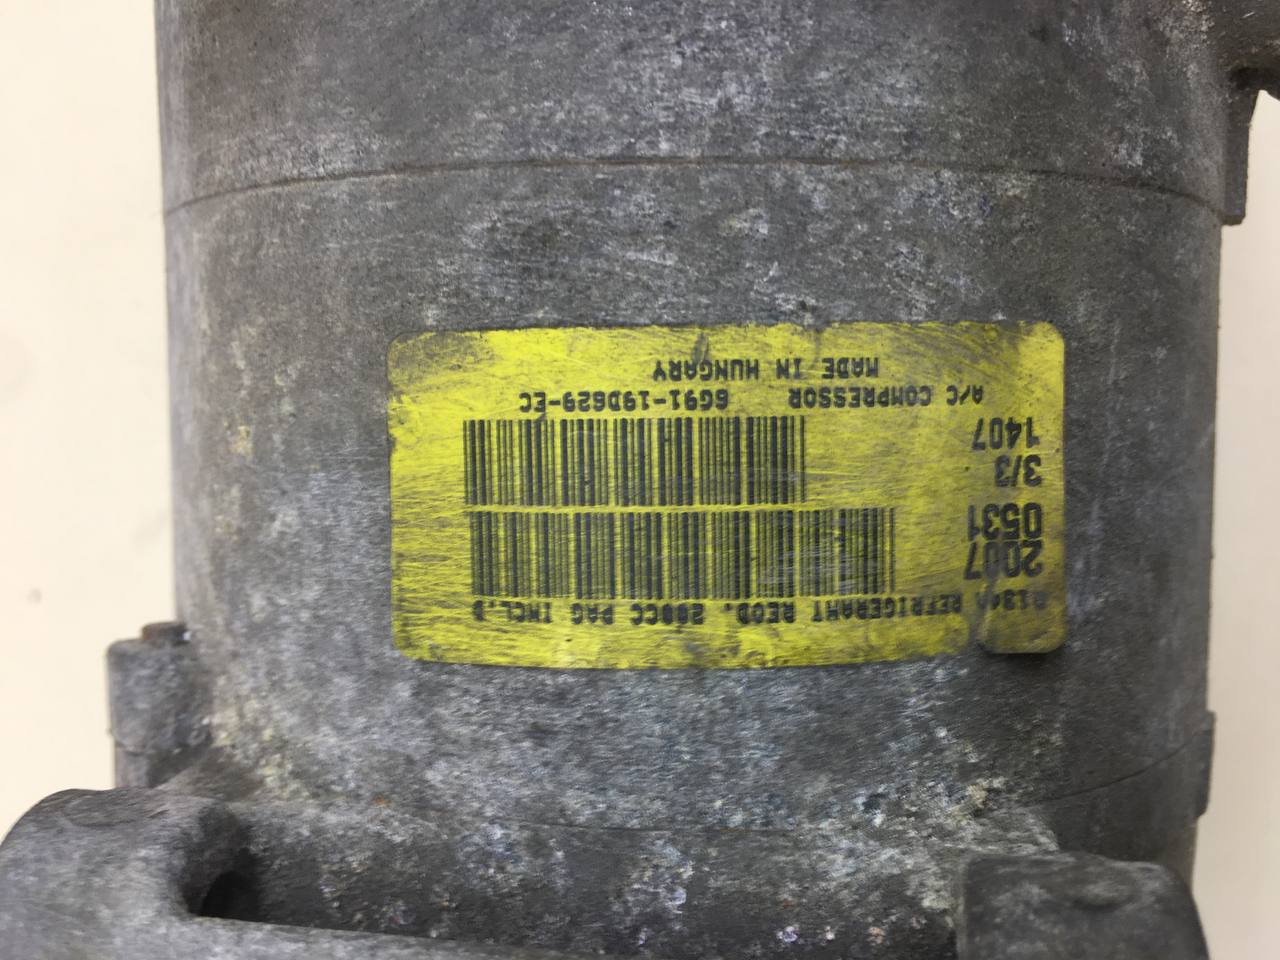 R134A REFRIGERANT REQD. 200CC PAG INCL.D
2007
0531
3/3
1407
A/C COMPRESSOR 6G91-19D629-EC
MADE IN HUNGARY